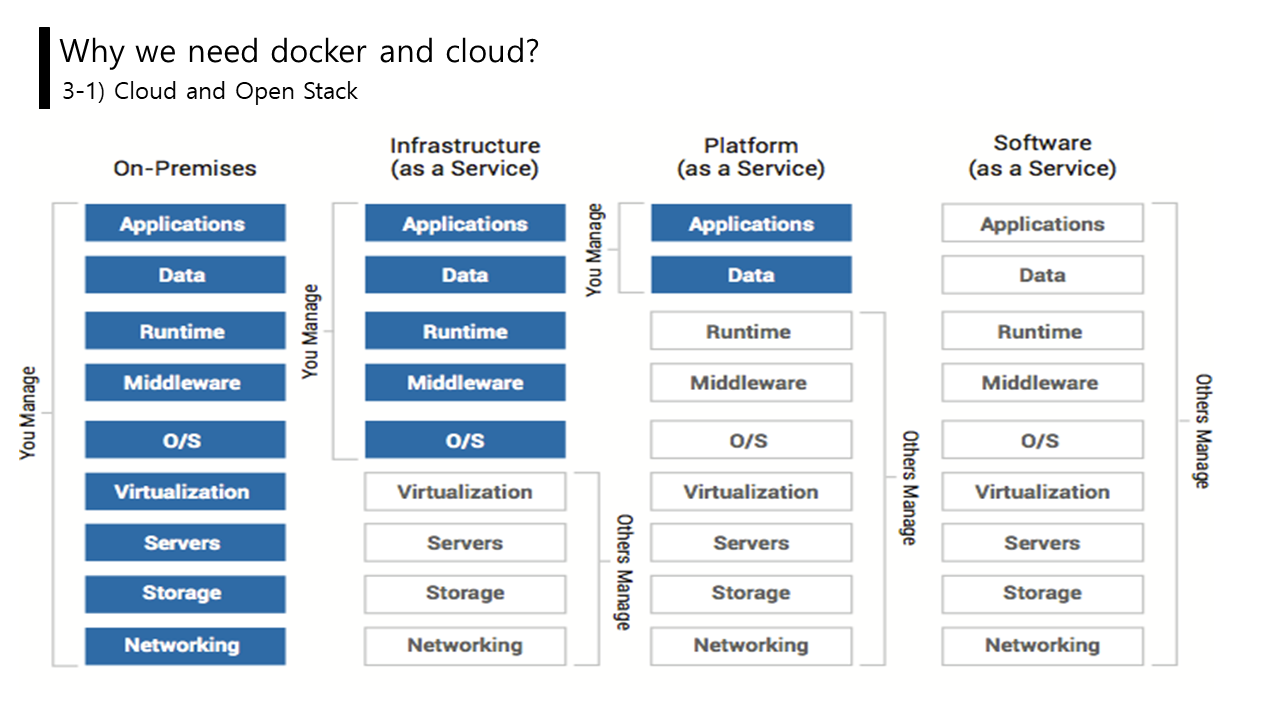 Why we need docker and cloud?
3-1) Cloud and Open Stack
On-Premises
You Manage
Applications
Data
Runtime
Middleware
O/S
Virtualization
Servers
Storage
Networking
Infrastructure
(as a Service)
You Manage
Applications
Data
Runtime
Middleware
O/S
Virtualization
Servers
Storage
Networking
Others Manage
Platform
(as a Service)
You Manage
Applications
Data
Runtime
Middleware
O/S
Virtualization
Servers
Storage
Networking
Others Manage
Software
(as a Service)
Applications
Data
Runtime
Middleware
O/S
Virtualization
Servers
Storage
Networking
Others Manage